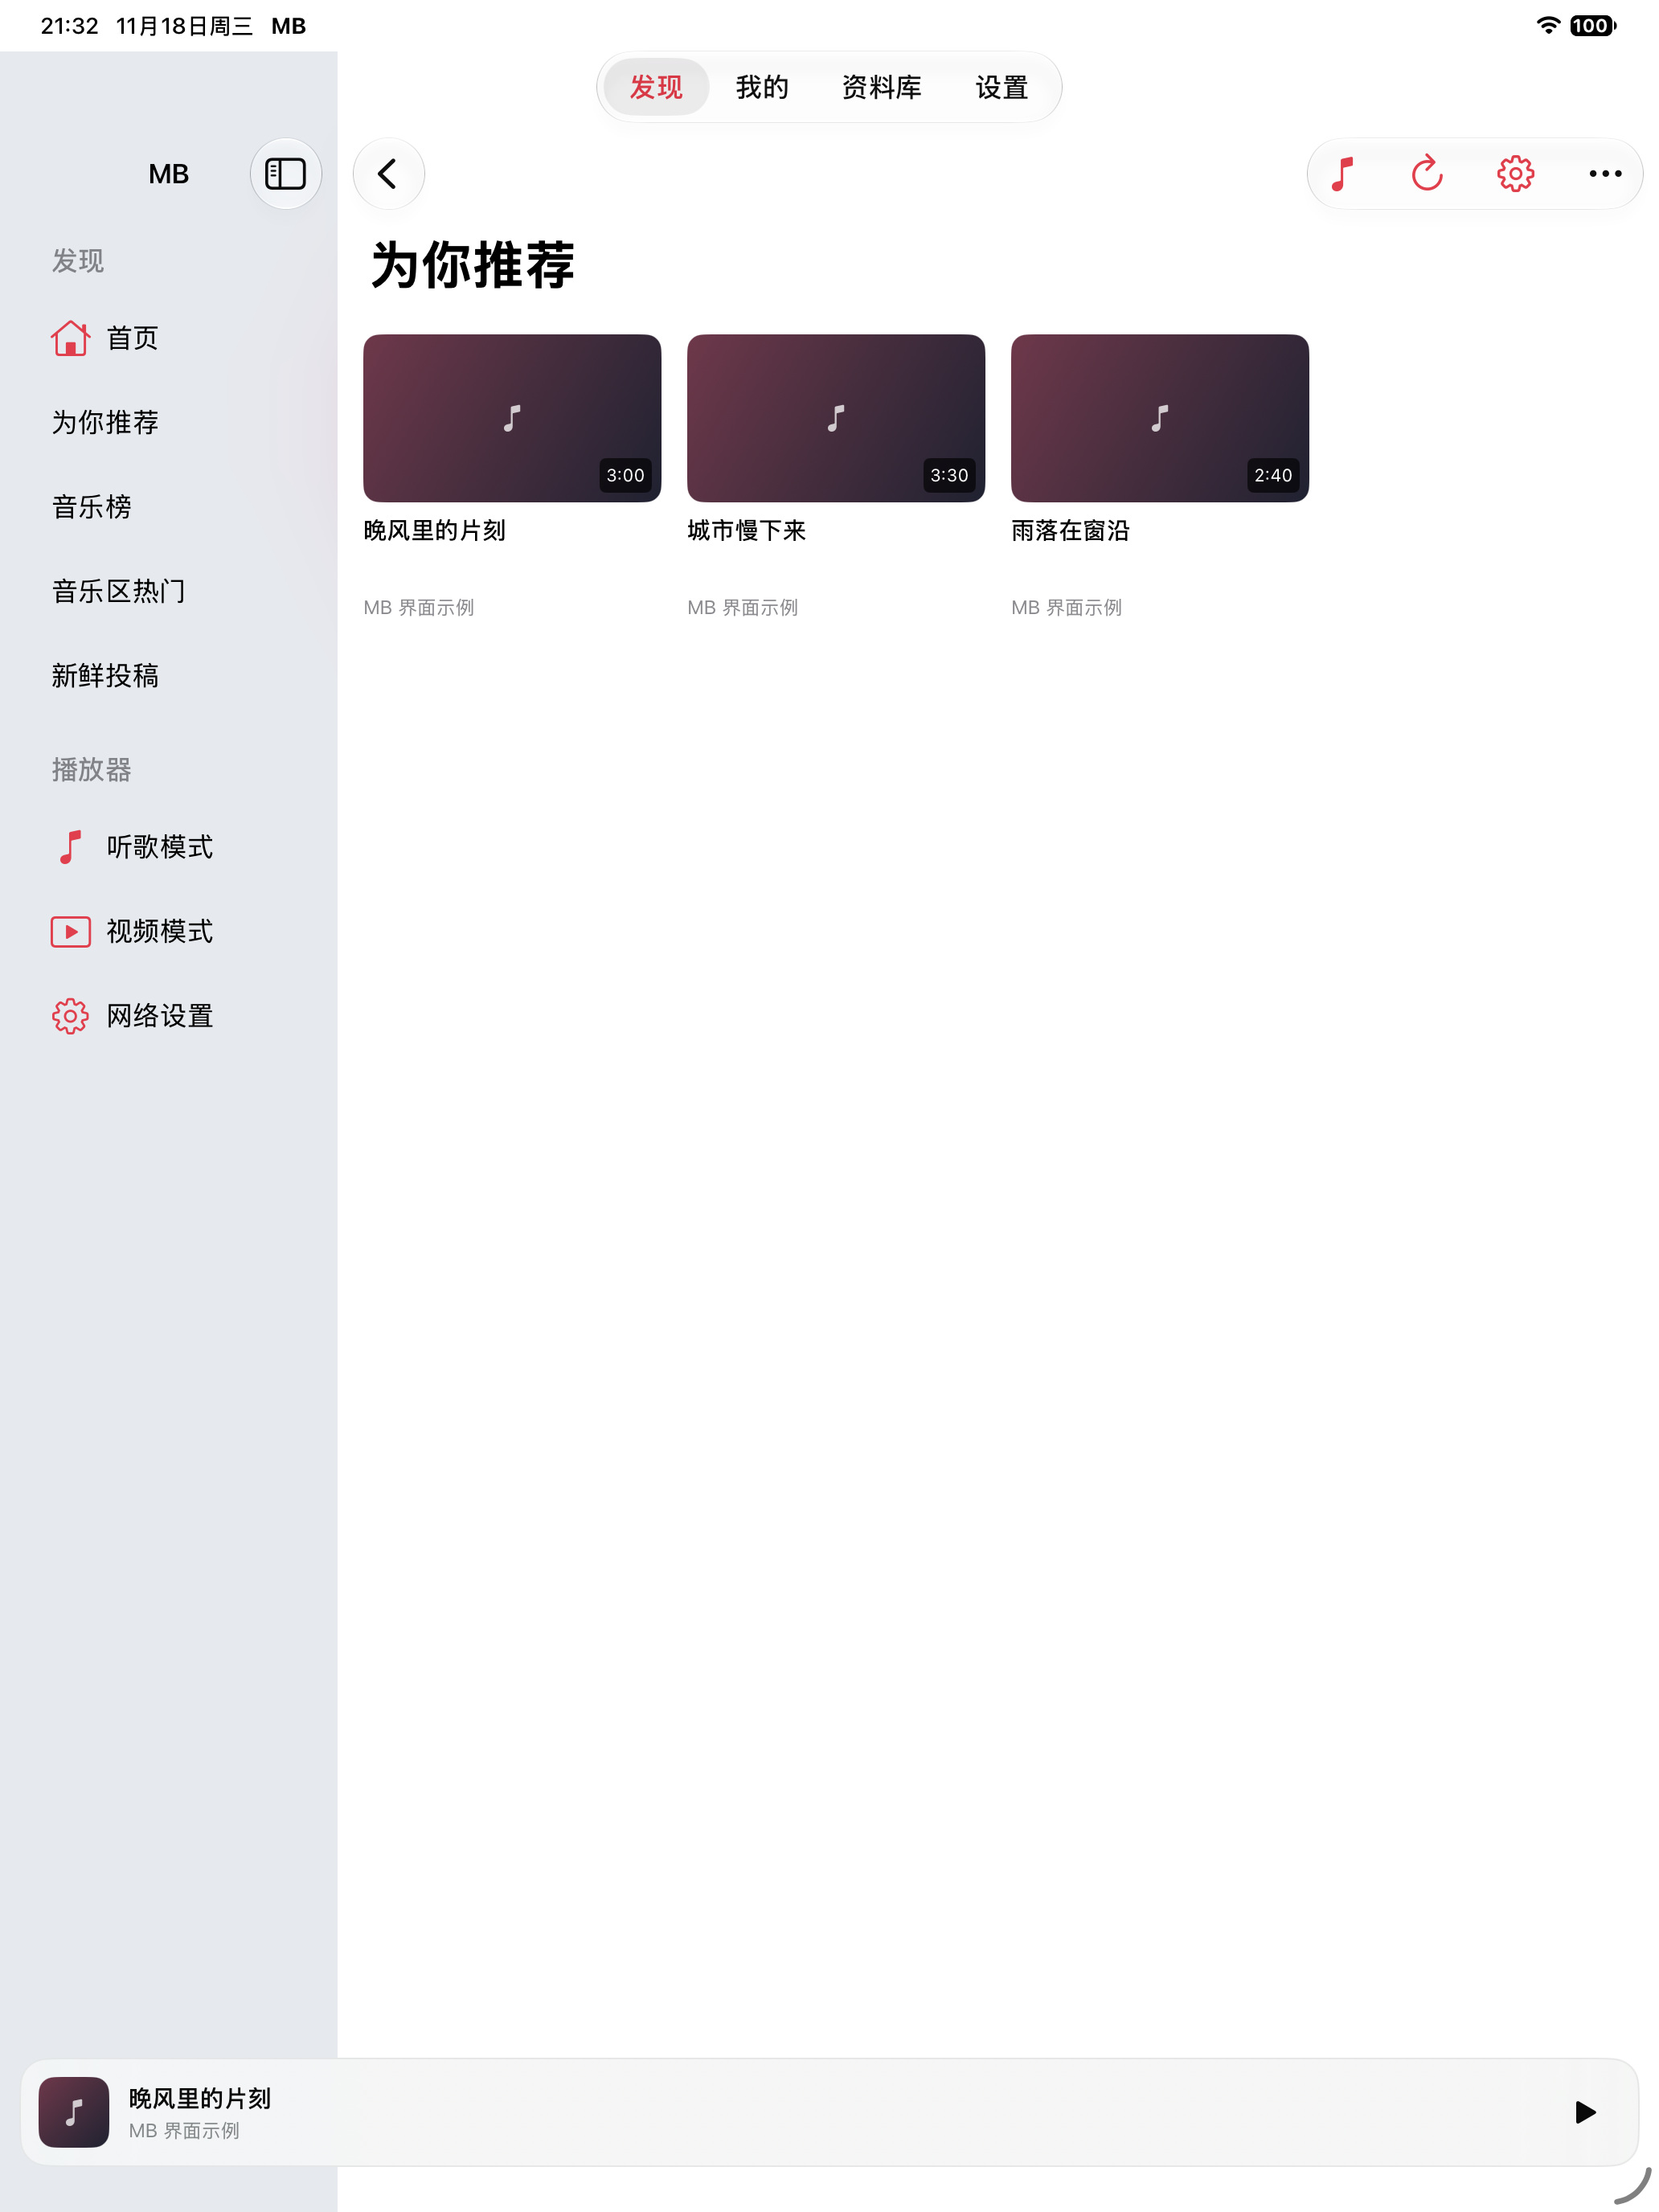 21:32 11月18日周三 MB
100
发现 我的 资料库 设置
MB
发现
首页
为你推荐
音乐榜
音乐区热门
新鲜投稿
播放器
听歌模式
视频模式
网络设置
为你推荐
3:00
晚风里的片刻
MB 界面示例
3:30
城市慢下来
MB 界面示例
2:40
雨落在窗沿
MB 界面示例
晚风里的片刻
MB 界面示例